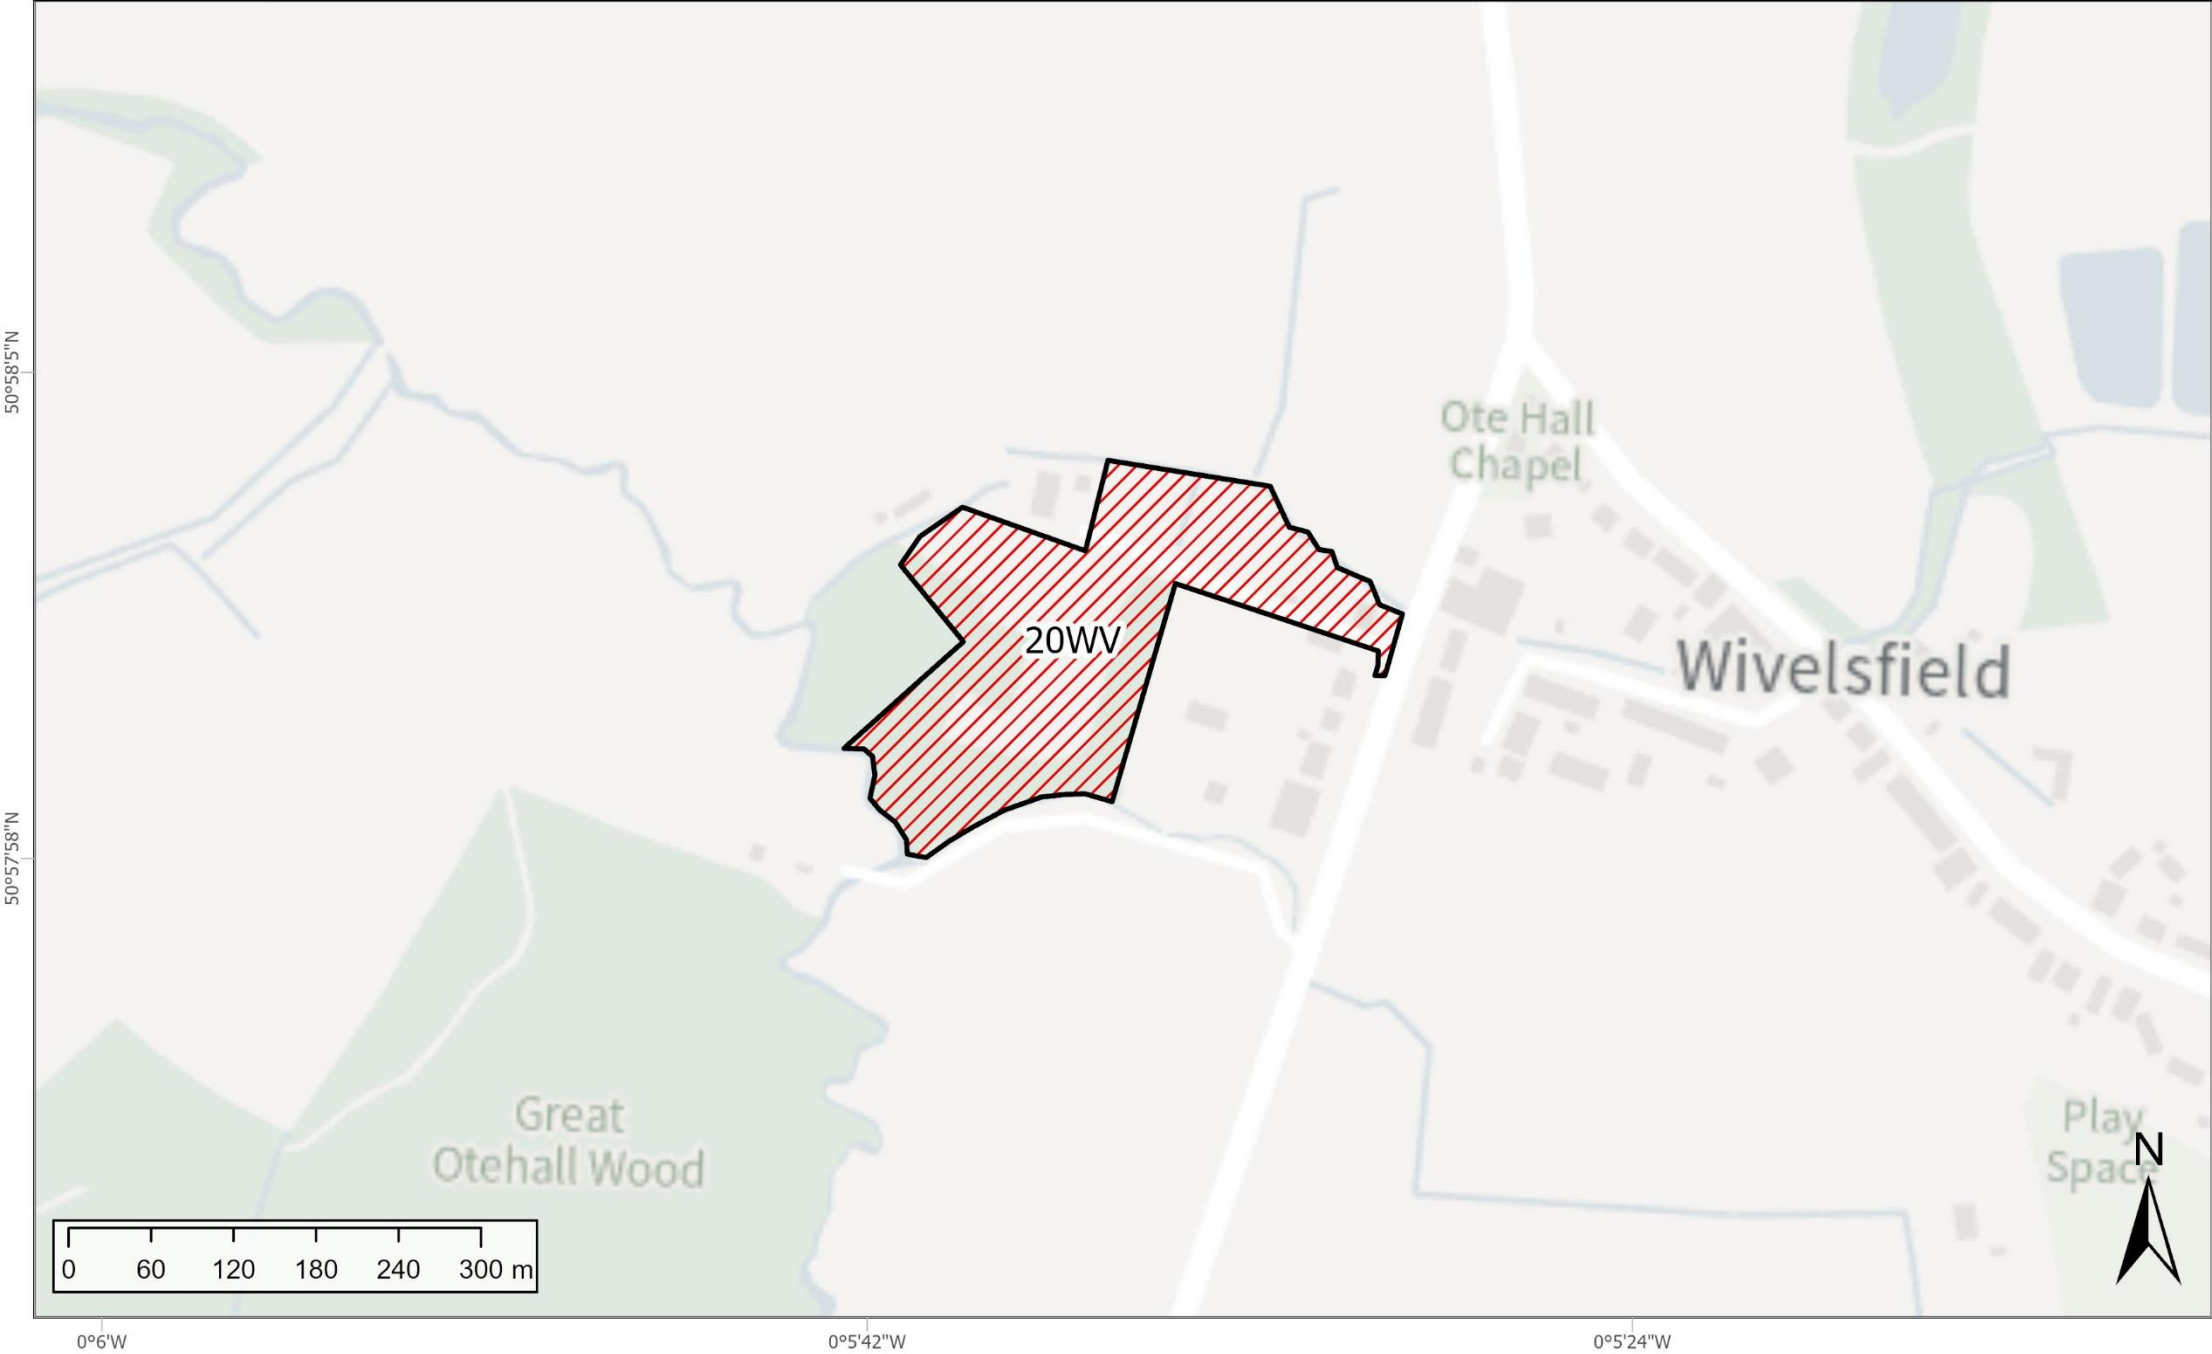 50°58'5"N
Ote Hall
Chapel
20WV
Wivelsfield
50°57'58"N
Great
Otehall Wood
Play
Space
N
0 60 120 180 240 300 m
0°6'W 0°5'42"W 0°5'24"W